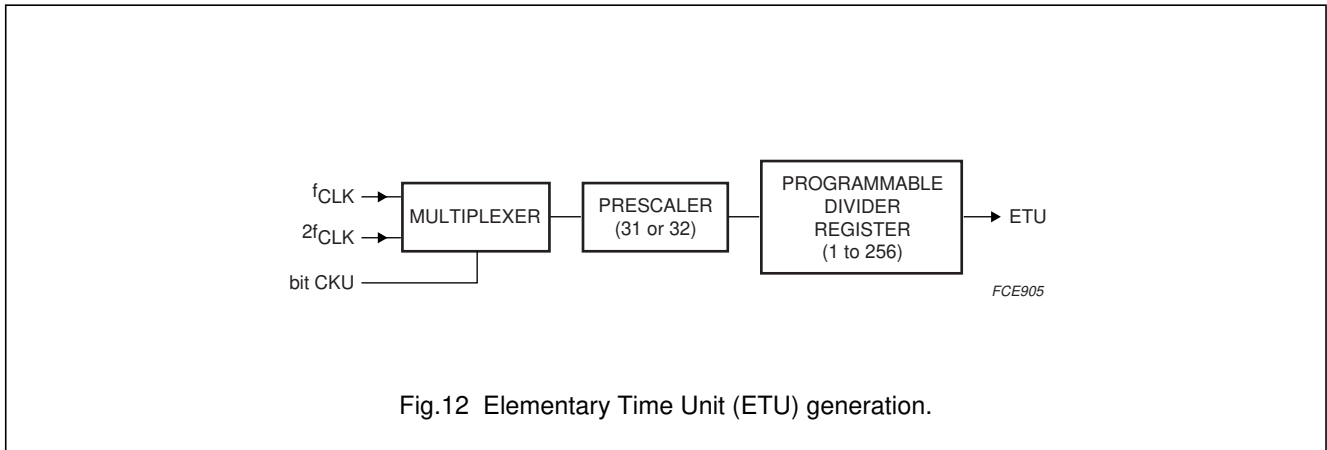 fCLK
2fCLK
bit CKU
MULTIPLEXER
PRESCALER
(31 or 32)
PROGRAMMABLE
DIVIDER
REGISTER
(1 to 256)
ETU
FCE905
Fig.12 Elementary Time Unit (ETU) generation.